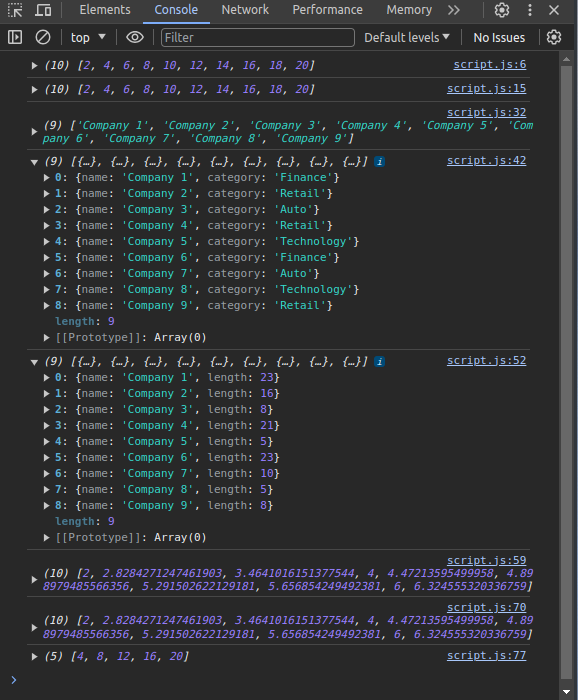 Elements Console Network Performance Memory
top Filter Default levels No Issues
(10) [2, 4, 6, 8, 10, 12, 14, 16, 18, 20] script.js:6
(10) [2, 4, 6, 8, 10, 12, 14, 16, 18, 20] script.js:15
script.js:32
(9) ['Company 1', 'Company 2', 'Company 3', 'Company 4', 'Company 5', 'Com
pany 6', 'Company 7', 'Company 8', 'Company 9']
(9) [{…}, {…}, {…}, {…}, {…}, {…}, {…}, {…}, {…}] i script.js:42
0: {name: 'Company 1', category: 'Finance'}
1: {name: 'Company 2', category: 'Retail'}
2: {name: 'Company 3', category: 'Auto'}
3: {name: 'Company 4', category: 'Retail'}
4: {name: 'Company 5', category: 'Technology'}
5: {name: 'Company 6', category: 'Finance'}
6: {name: 'Company 7', category: 'Auto'}
7: {name: 'Company 8', category: 'Technology'}
8: {name: 'Company 9', category: 'Retail'}
length: 9
[[Prototype]]: Array(0)
(9) [{…}, {…}, {…}, {…}, {…}, {…}, {…}, {…}, {…}] i script.js:52
0: {name: 'Company 1', length: 23}
1: {name: 'Company 2', length: 16}
2: {name: 'Company 3', length: 8}
3: {name: 'Company 4', length: 21}
4: {name: 'Company 5', length: 5}
5: {name: 'Company 6', length: 23}
6: {name: 'Company 7', length: 10}
7: {name: 'Company 8', length: 5}
8: {name: 'Company 9', length: 8}
length: 9
[[Prototype]]: Array(0)
script.js:59
(10) [2, 2.8284271247461903, 3.4641016151377544, 4, 4.47213595499958, 4.89
8979485566356, 5.291502622129181, 5.656854249492381, 6, 6.324555320336759]
script.js:70
(10) [2, 2.8284271247461903, 3.4641016151377544, 4, 4.47213595499958, 4.89
8979485566356, 5.291502622129181, 5.656854249492381, 6, 6.324555320336759]
(5) [4, 8, 12, 16, 20] script.js:77